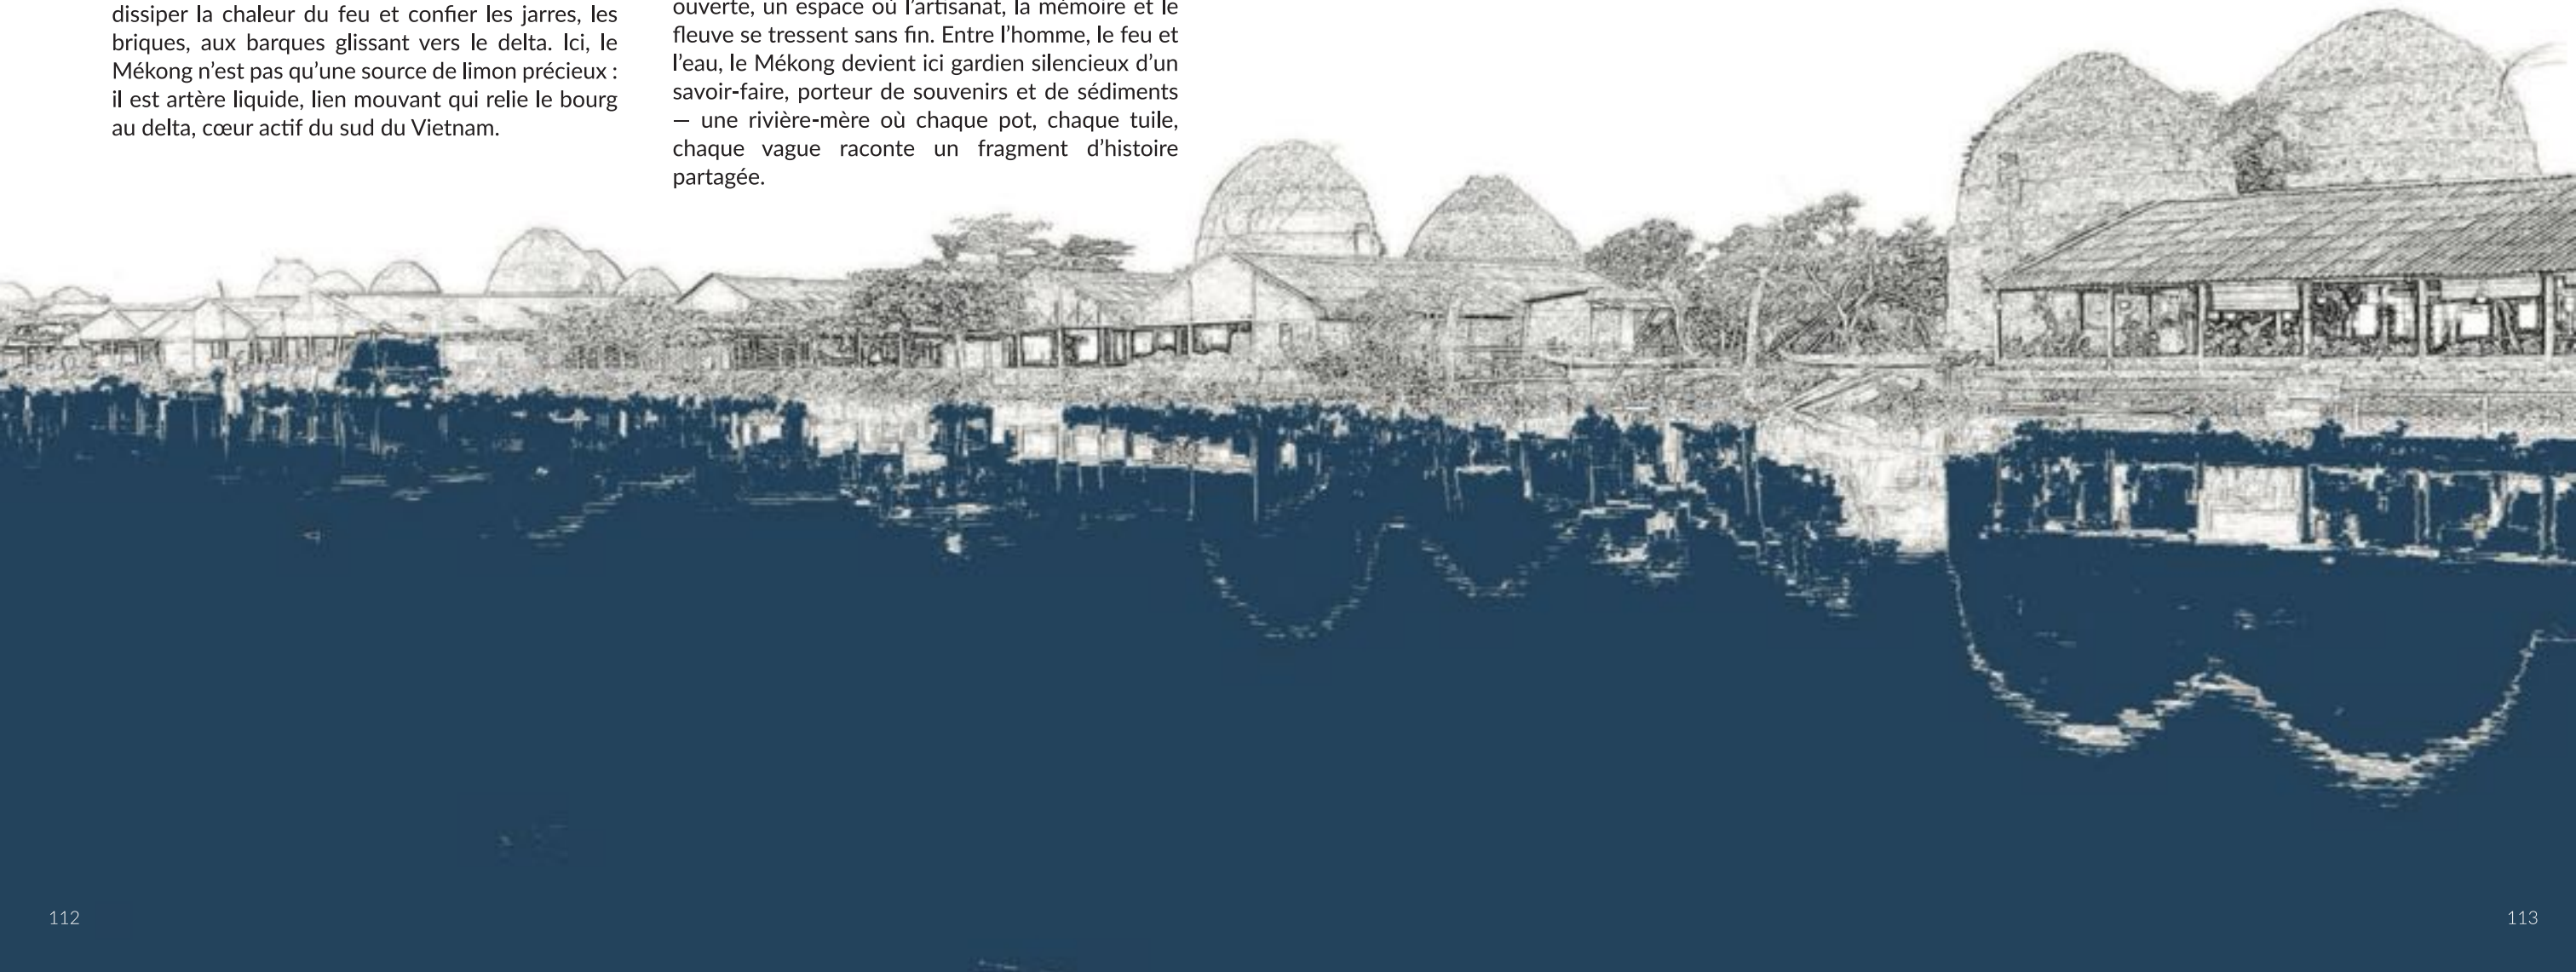 dissiper la chaleur du feu et confier les jarres, les
briques, aux barques glissant vers le delta. Ici, le
Mékong n’est pas qu’une source de limon précieux :
il est artère liquide, lien mouvant qui relie le bourg
au delta, cœur actif du sud du Vietnam.
ouverte, un espace où l’artisanat, la mémoire et le
fleuve se tressent sans fin. Entre l’homme, le feu et
l’eau, le Mékong devient ici gardien silencieux d’un
savoir-faire, porteur de souvenirs et de sédiments
— une rivière-mère où chaque pot, chaque tuile,
chaque vague raconte un fragment d’histoire
partagée.
112
113